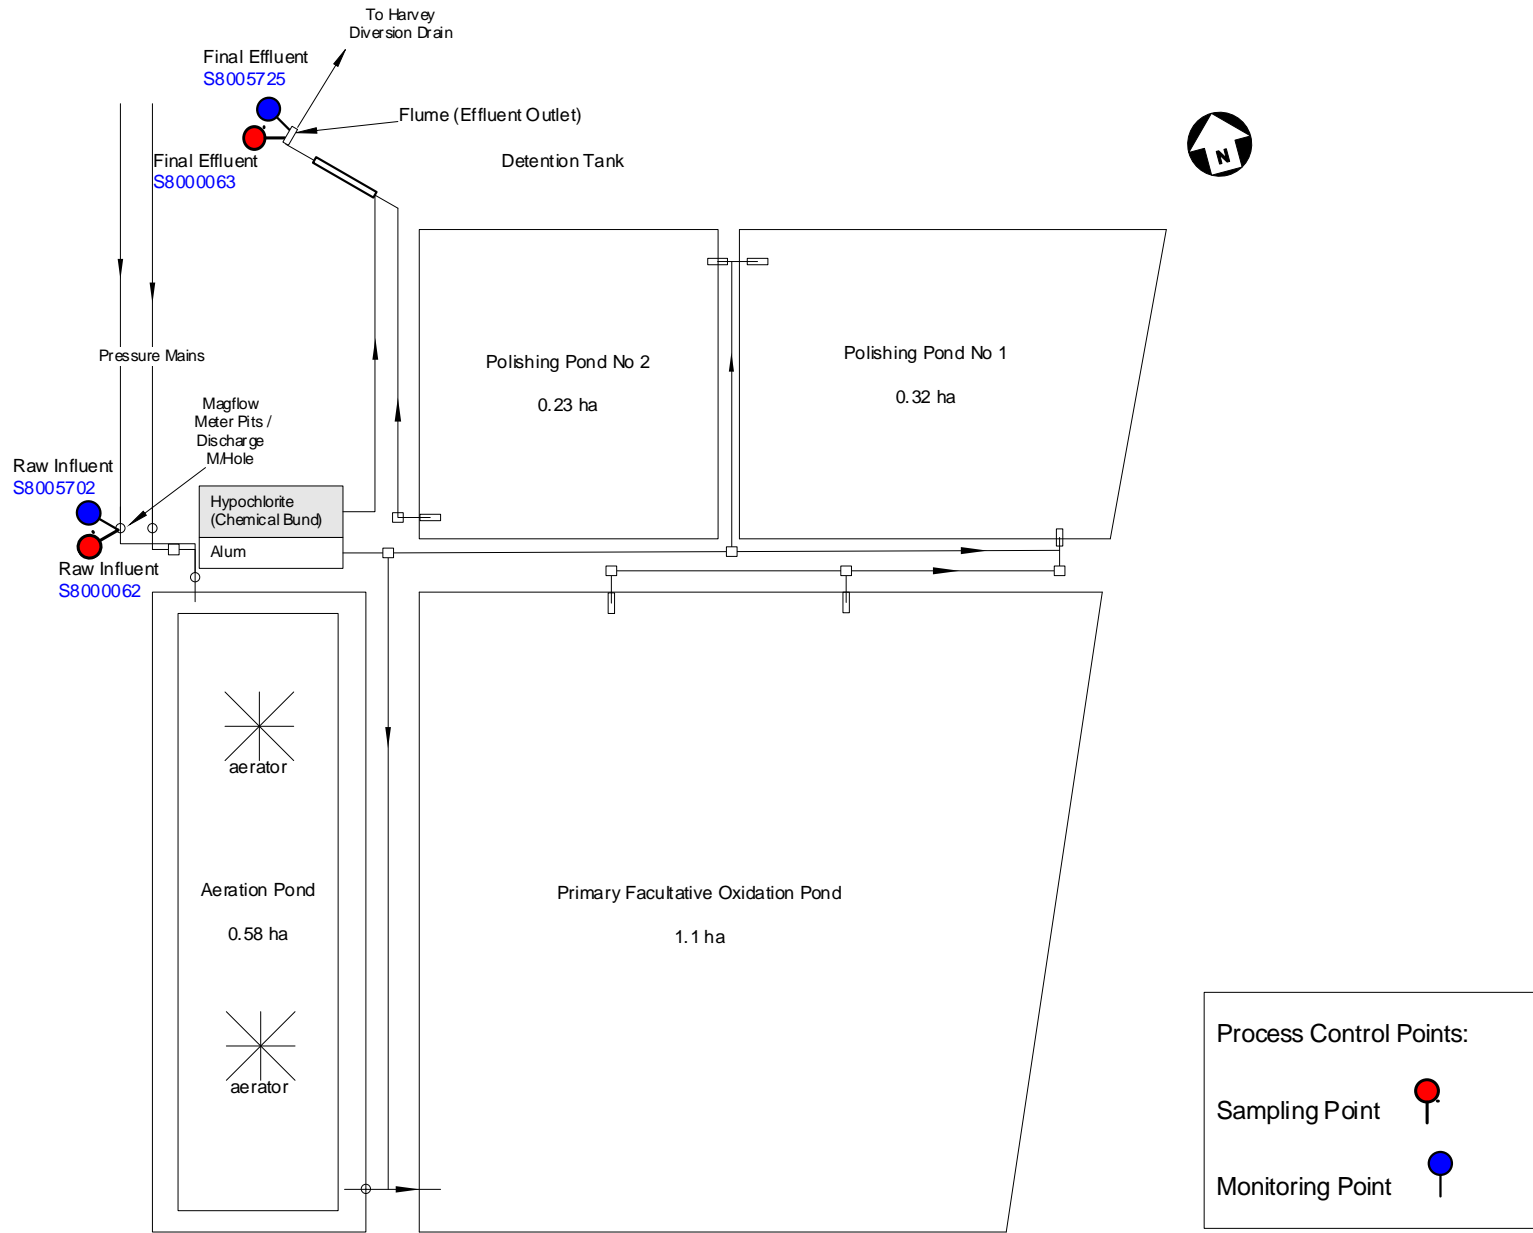 To Harvey
Diversion Drain
Final Effluent
S8005725
Flume (Effluent Outlet)
Final Effluent
S8000063
Detention Tank
N
Pressure Mains
Polishing Pond No 2
0.23 ha
Polishing Pond No 1
0.32 ha
Magflow
Meter Pits /
Discharge
M/Hole
Raw Influent
S8005702
Hypochlorite
(Chemical Bund)
Alum
Raw Influent
S8000062
aerator
Aeration Pond
0.58 ha
aerator
Primary Facultative Oxidation Pond
1.1 ha
Process Control Points:
Sampling Point
Monitoring Point